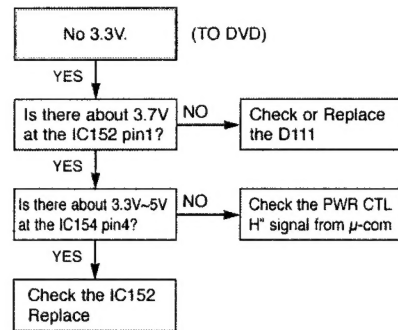 No 3.3V.
(TO DVD)
YES
Is there about 3.7V
at the IC152 pin1?
NO
Check or Replace
the D111
YES
Is there about 3.3V~5V
at the IC154 pin4?
NO
Check the PWR CTL
H" signal from μ-com
YES
Check the IC152
Replace